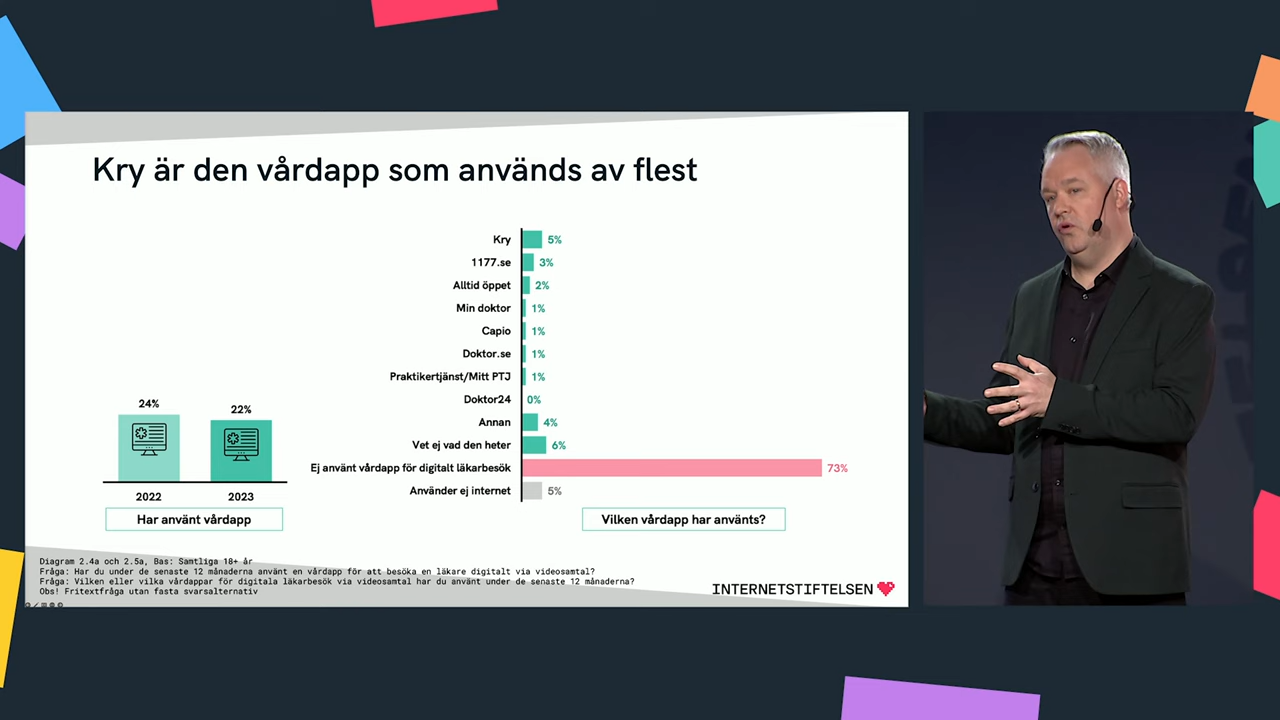 Kry är den vårdapp som används av flest
24%
22%
2022
2023
Har använt vårdapp
Kry 5%
1177.se 3%
Alltid öppet 2%
Min doktor 1%
Capio 1%
Doktor.se 1%
Praktikertjänst/Mitt PTJ 1%
Doktor24 0%
Annan 4%
Vet ej vad den heter 6%
Ej använt vårdapp för digitalt läkarbesök 73%
Använder ej internet 5%
Vilken vårdapp har använts?
Diagram 2.4a och 2.5a, Bas: Samtliga 18+ år
Fråga: Har du under de senaste 12 månaderna använt en vårdapp för att besöka en läkare digitalt via videosamtal?
Fråga: Vilken eller vilka vårdappar för digitala läkarbesök via videosamtal har du använt under de senaste 12 månaderna?
Obs! Fritextfråga utan fasta svarsalternativ
INTERNETSTIFTELSEN